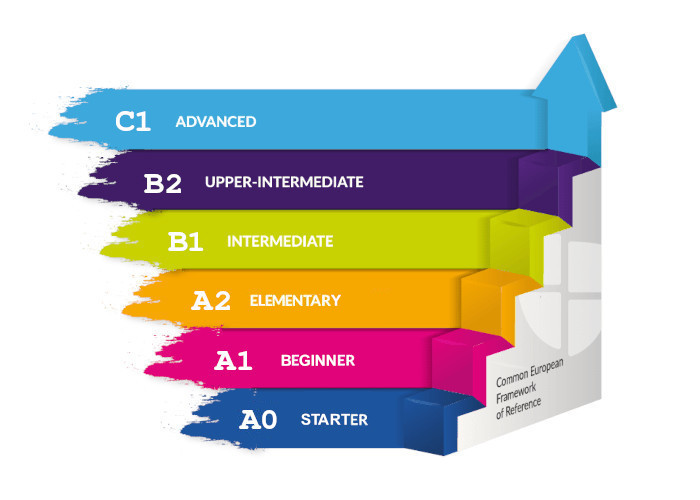 C1 ADVANCED
B2 UPPER-INTERMEDIATE
B1 INTERMEDIATE
A2 ELEMENTARY
A1 BEGINNER
A0 STARTER
Common European
Framework
of Reference